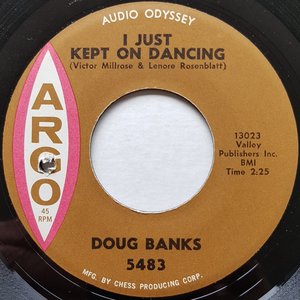 AUDIO ODYSSEY
I JUST
KEPT ON DANCING
(Victor Millrose & Lenore Rosenblatt)
ARGO
45
RPM
13023
Valley
Publishers Inc.
BMI
Time 2:25
DOUG BANKS
5483
MFG. BY CHESS PRODUCING CORP.